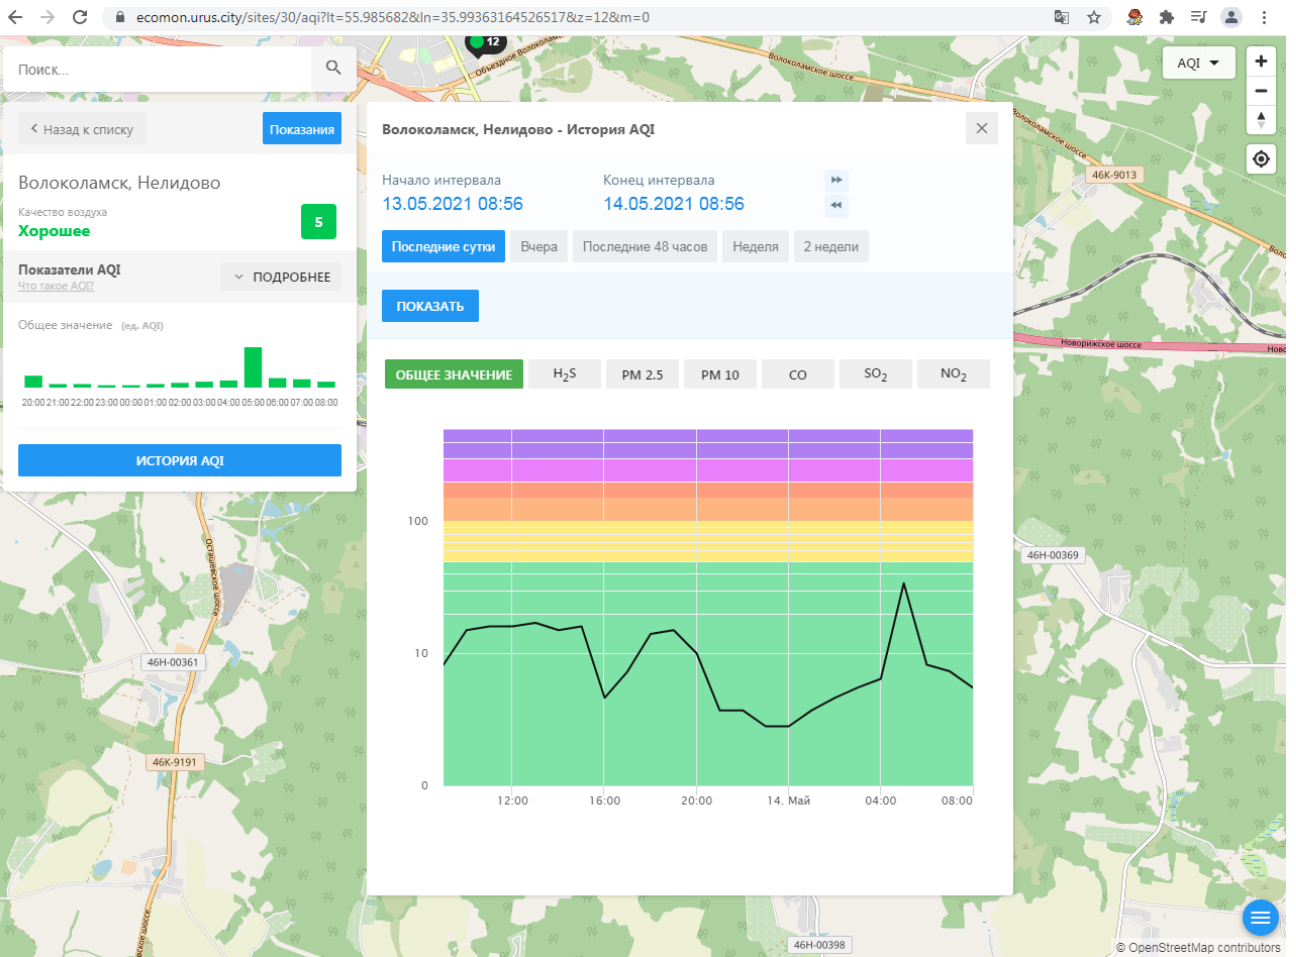 ecomon.urus.city/sites/30/aqi?lt=55.985682&ln=35.99363164526517&z=12&m=0
12
Объездное
Волоколамское шоссе
Поиск...
AQI
Назад к списку
Показания
Волоколамск, Нелидово - История AQI
Волоколамское шоссе
46К-9013
Волоколамск, Нелидово
Начало интервала
Конец интервала
13.05.2021 08:56
14.05.2021 08:56
Качество воздуха
Хорошее
5
Последние сутки
Вчера
Последние 48 часов
Неделя
2 недели
Показатели AQI
Что такое AQI?
ПОДРОБНЕЕ
ПОКАЗАТЬ
Общее значение (ед. AQI)
Новорижское шоссе
20:00 21:00 22:00 23:00 00:00 01:00 02:00 03:00 04:00 05:00 06:00 07:00 08:00
ОБЩЕЕ ЗНАЧЕНИЕ
H2S
PM 2.5
PM 10
CO
SO2
NO2
ИСТОРИЯ AQI
100
10
0
12:00
16:00
20:00
14. Май
04:00
08:00
Осташёвское шоссе
46Н-00369
46Н-00361
46К-9191
46Н-00398
© OpenStreetMap contributors